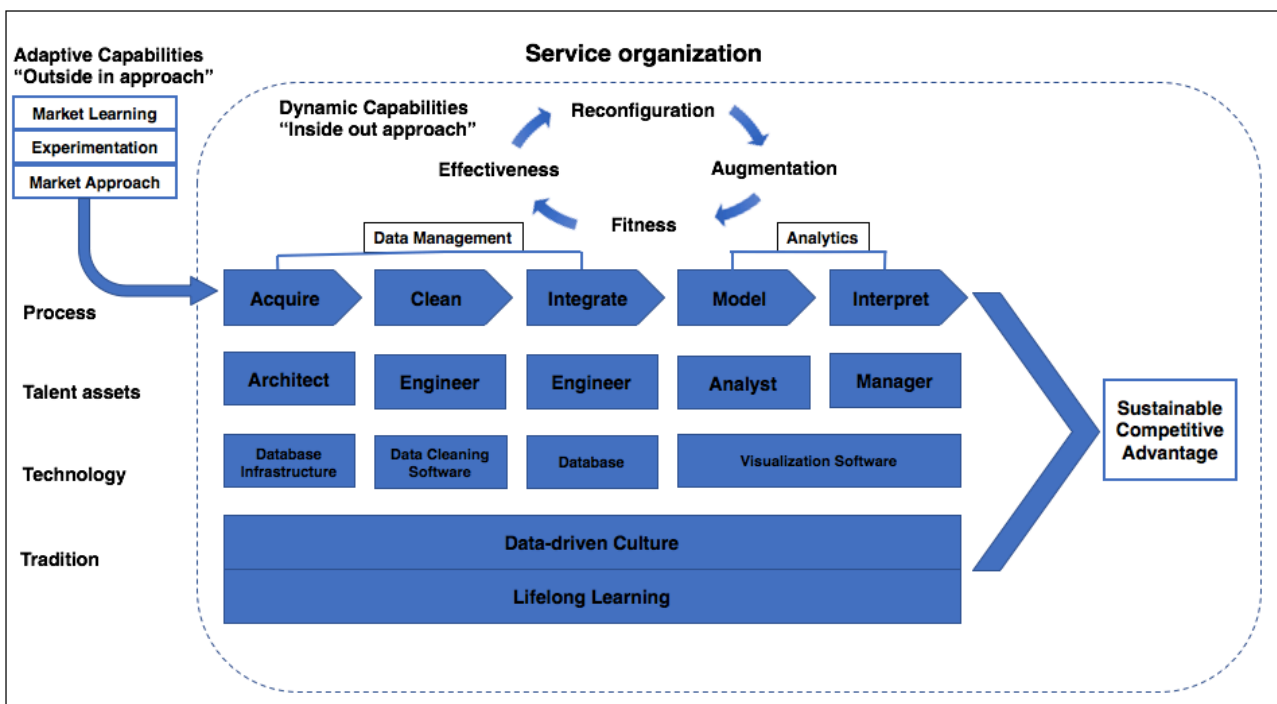 Adaptive Capabilities
“Outside in approach”
Service organization
Market Learning
Experimentation
Market Approach
Dynamic Capabilities
“Inside out approach”
Reconfiguration
Effectiveness
Augmentation
Fitness
Data Management
Analytics
Process
Acquire
Clean
Integrate
Model
Interpret
Talent assets
Architect
Engineer
Engineer
Analyst
Manager
Technology
Database
Infrastructure
Data Cleaning
Software
Database
Visualization Software
Tradition
Data-driven Culture
Lifelong Learning
Sustainable
Competitive
Advantage